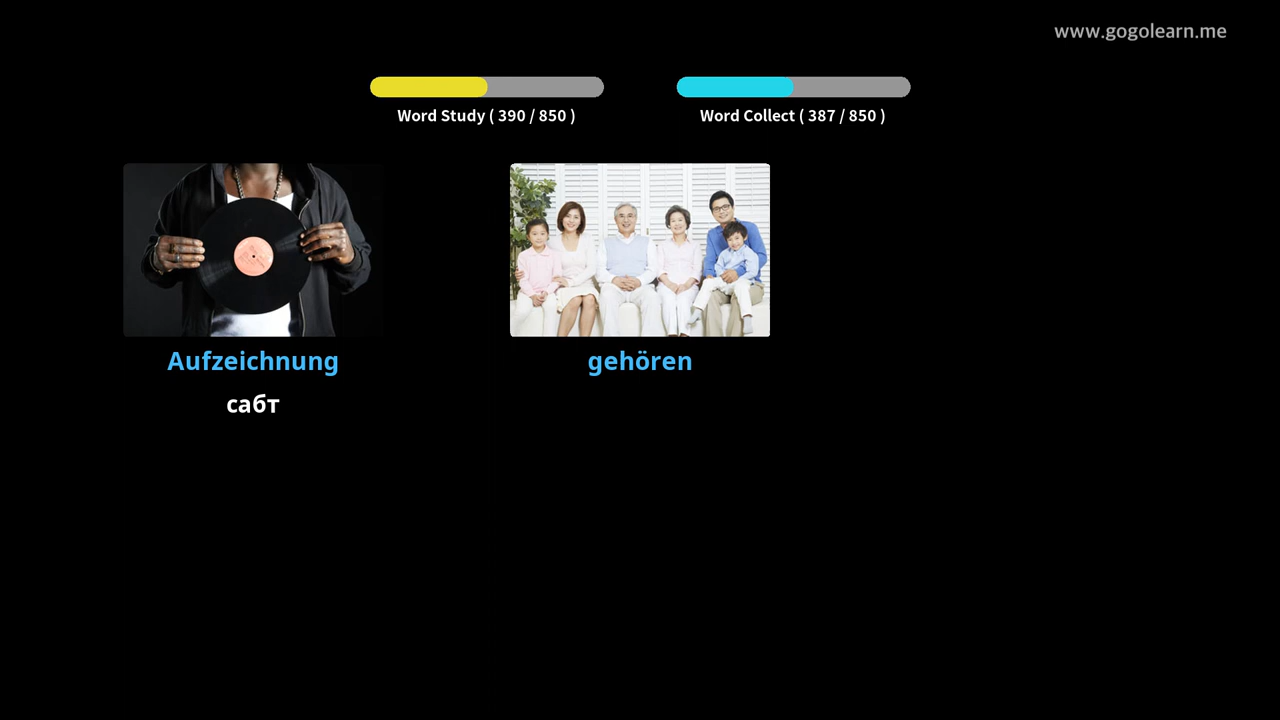 www.gogolearn.me
Word Study ( 390 / 850 )
Word Collect ( 387 / 850 )
Aufzeichnung
gehören
сабт